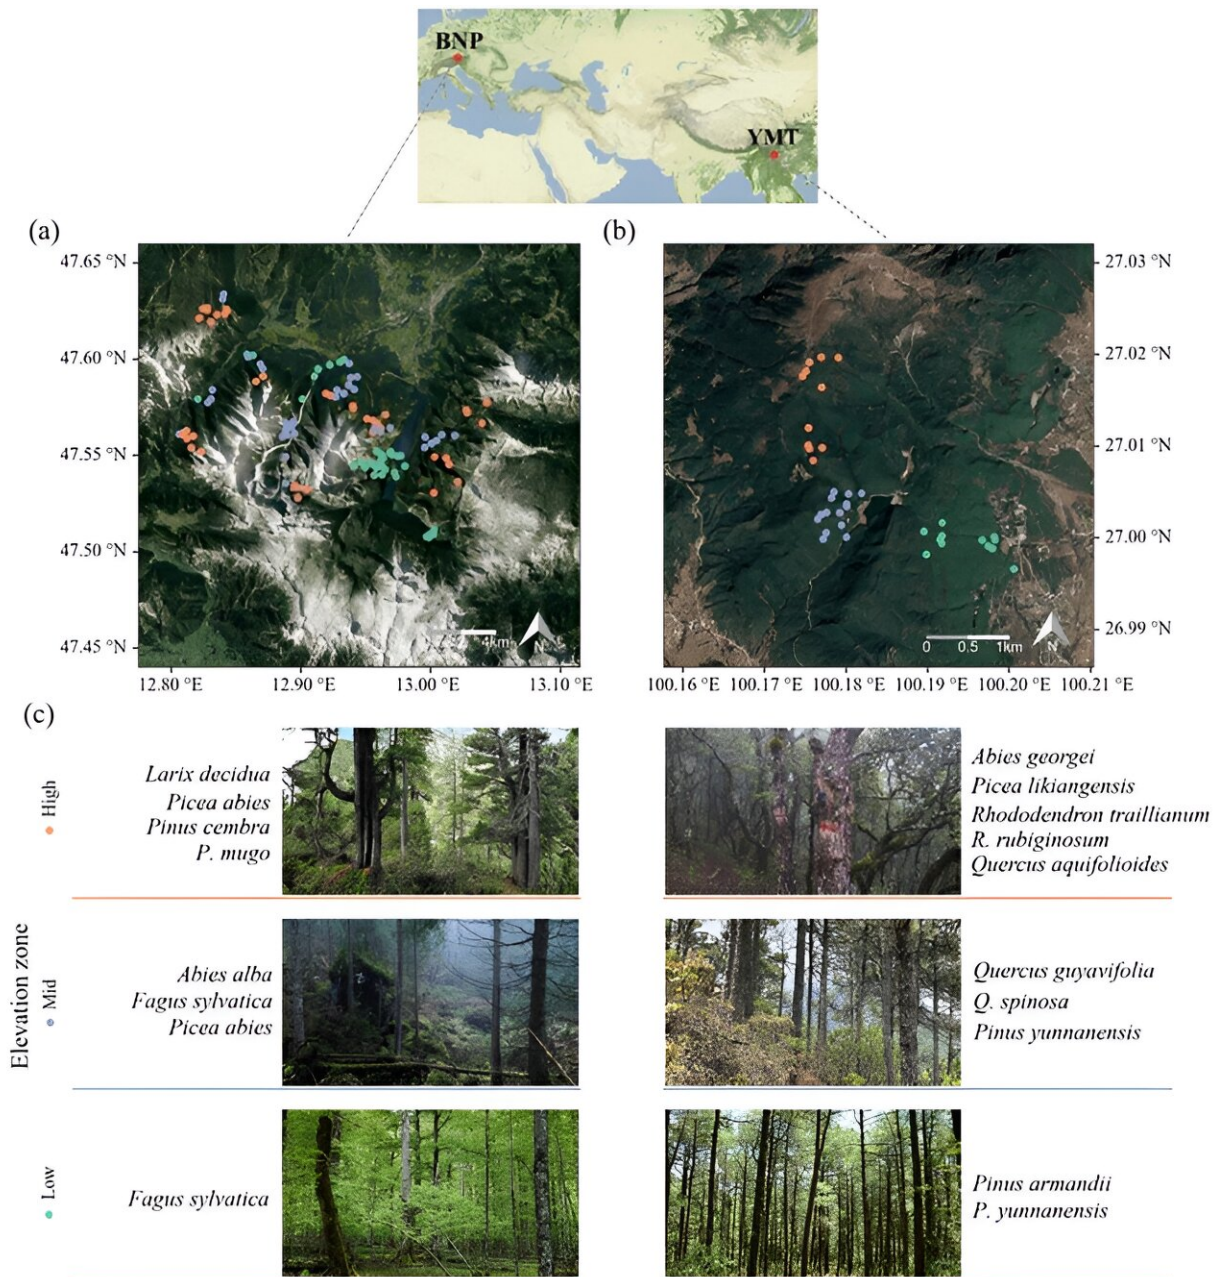 BNP
YMT
(a)
(b)
47.65 °N
47.60 °N
47.55 °N
47.50 °N
47.45 °N
12.80 °E
12.90 °E
13.00 °E
13.10 °E
N
27.03 °N
27.02 °N
27.01 °N
27.00 °N
26.99 °N
0
0.5
1km
N
100.16 °E
100.17 °E
100.18 °E
100.19 °E
100.20 °E
100.21°E
(c)
Elevation zone
High
Larix decidua
Picea abies
Pinus cembra
P. mugo
Abies georgei
Picea likiangensis
Rhododendron traillianum
R. rubiginosum
Quercus aquifolioides
Mid
Abies alba
Fagus sylvatica
Picea abies
Quercus guyavifolia
Q. spinosa
Pinus yunnanensis
Low
Fagus sylvatica
Pinus armandii
P. yunnanensis